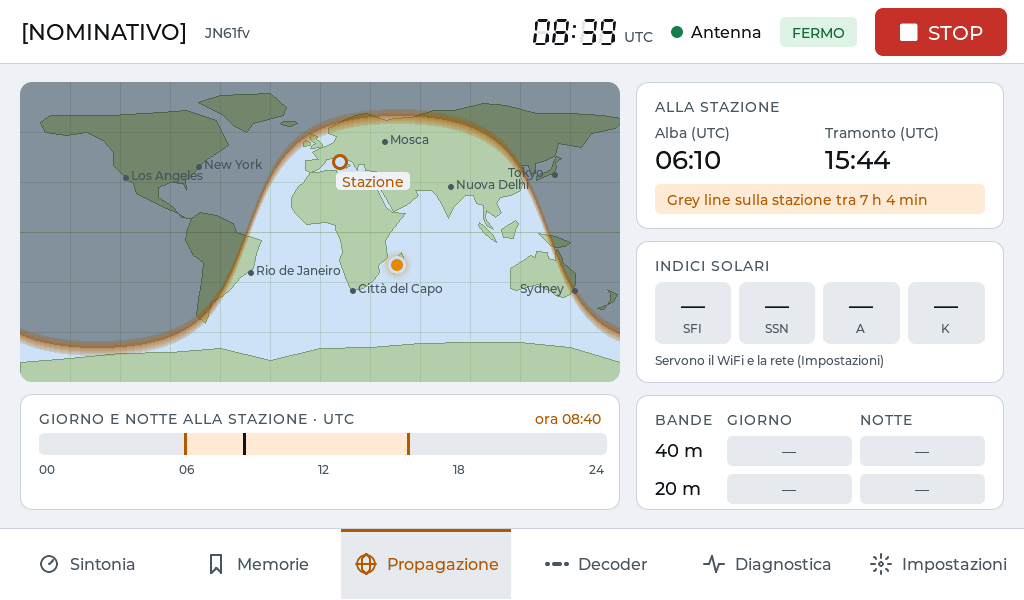 [NOMINATIVO] JN61fv 08:39 UTC Antenna FERMO STOP
Mosca
New York
Los Angeles
Tokyo
Stazione
Nuova Delhi
Rio de Janeiro
Città del Capo
Sydney
ALLA STAZIONE
Alba (UTC) Tramonto (UTC)
06:10 15:44
Grey line sulla stazione tra 7 h 4 min
INDICI SOLARI
— — — —
SFI SSN A K
Servono il WiFi e la rete (Impostazioni)
GIORNO E NOTTE ALLA STAZIONE · UTC ora 08:40
00 06 12 18 24
BANDE GIORNO NOTTE
40 m — —
20 m — —
Sintonia Memorie Propagazione Decoder Diagnostica Impostazioni